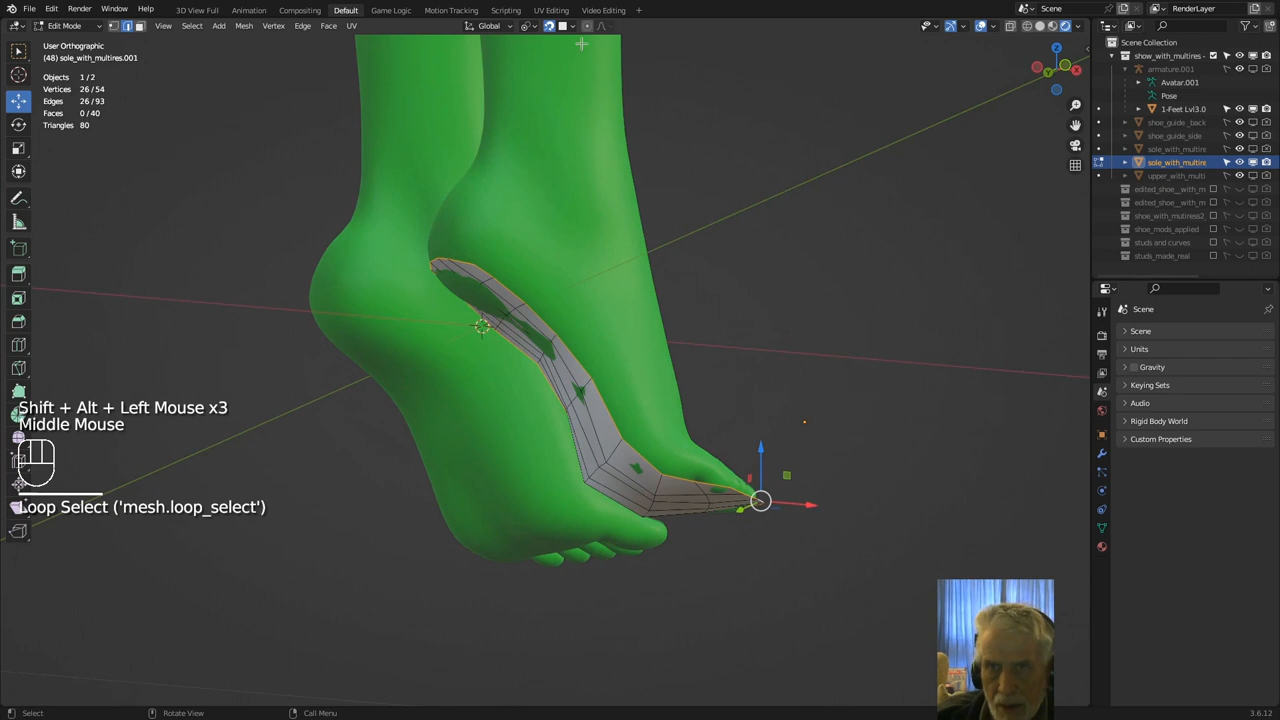 File Edit Render Window Help 3D View Full Animation Compositing Default Game Logic Motion Tracking Scripting UV Editing Video Editing + Scene RenderLayer
Edit Mode View Select Add Mesh Vertex Edge Face UV Global
User Orthographic
(48) sole_with_multires.001
Objects 1/2
Vertices 26/54
Edges 26/93
Faces 0/40
Triangles 80
Scene Collection
show_with_multires -
armature.001
Avatar.001
Pose
1-Feet Lvl3.0
shoe_guide_back
shoe_guide_side
sole_with_multire
sole_with_multire
upper_with_multi
edited_shoe_with_m
edited_shoe_with_m
shoe_with_mutiress2_
shoe_mods_applied
studs and curves
studs_made_real
Scene
Scene
Units
Gravity
Keying Sets
Audio
Rigid Body World
Custom Properties
Shift + Alt + Left Mouse x3
Middle Mouse
Loop Select ('mesh.loop_select')
Select Rotate View Call Menu 3.6.12